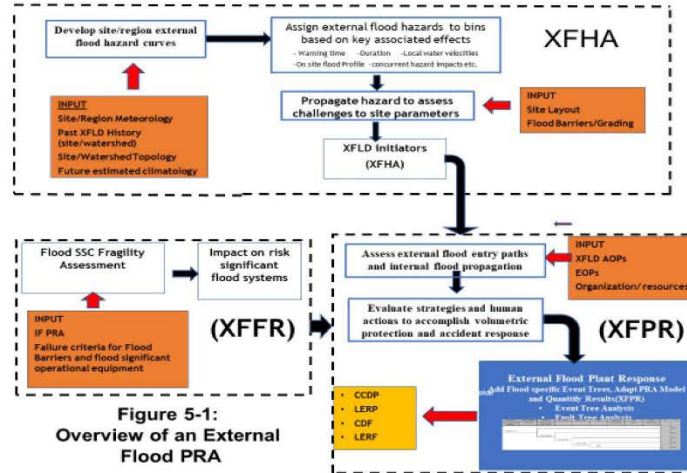 Develop site/region external
flood hazard curves
Assign external flood hazards to bins
based on key associated effects
- Warning time -Duration -Local water velocities
-On site flood Profile -concurrent hazard impacts etc.
XFHA
INPUT
Site/Region Meteorology
Past XFLD History
(site/watershed)
Site/Watershed Topology
Future estimated climatology
Propagate hazard to assess
challenges to site parameters
INPUT
Site Layout
Flood Barriers/Grading
XFLD initiators
(XFHA)
Flood SSC Fragility
Assessment
Impact on risk
significant
flood systems
(XFFR)
INPUT
IF PRA
Failure criteria for Flood
Barriers and flood significant
operational equipment
Assess external flood entry paths
and internal flood propagation
INPUT
XFLD AOPs
EOPs
Organization/ resources
Evaluate strategies and human
actions to accomplish volumetric
protection and accident response
(XFPR)
External Flood Plant Response
Add Flood specific Event Trees, Adapt PRA Model
and Quantify Results(XFPR)
• Event Tree Analysis
• Fault Tree Analysis
• CCDP
• LERP
• CDF
• LERF
Figure 5-1:
Overview of an External
Flood PRA